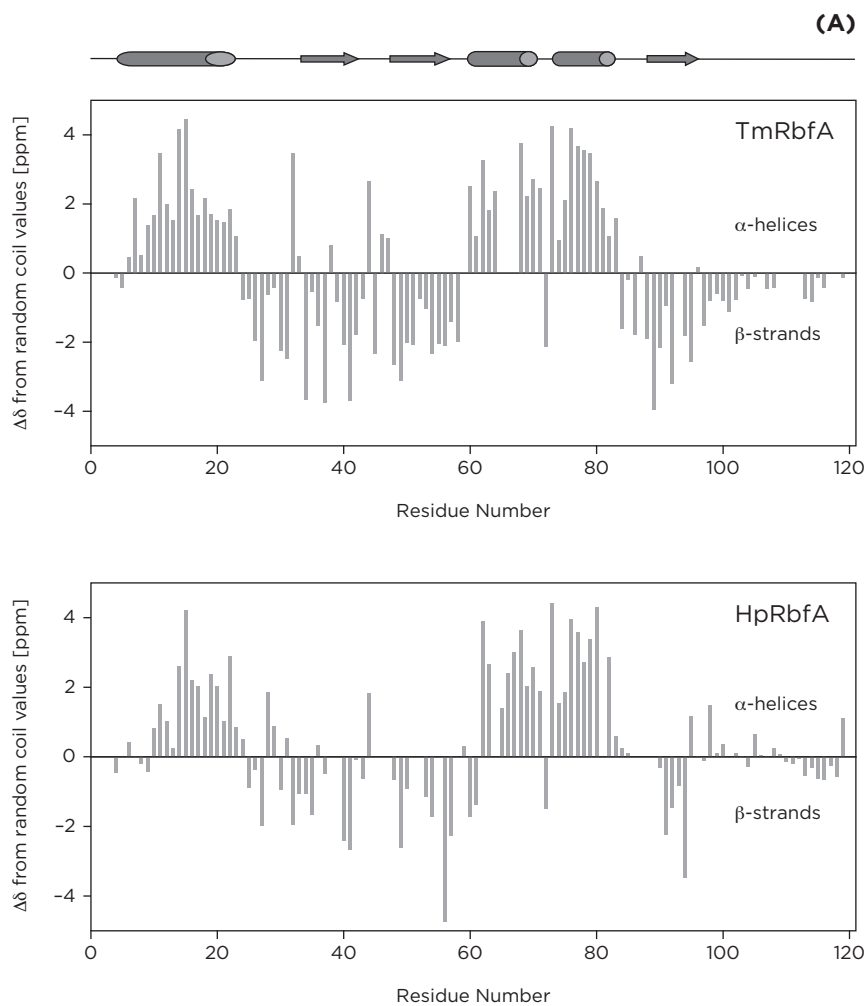 (A)
TmRbfA
α-helices
β-strands
Δδ from random coil values [ppm]
4
2
0
−2
−4
0 20 40 60 80 100 120
Residue Number
HpRbfA
α-helices
β-strands
Δδ from random coil values [ppm]
4
2
0
−2
−4
0 20 40 60 80 100 120
Residue Number